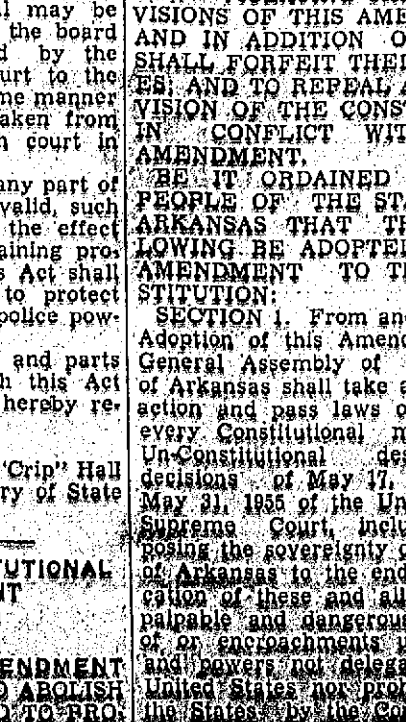 l may be
the board
d by the
urt to the
me manner
aken from
n court in
any part of
valid, such
the effect
aining pro-
s Act shall
to protect
police pow-
and parts
h this Act
hereby re-
"Crip" Hall
ry of State
UTIONAL
NT
ENDMENT
O ABOLISH
D TO PRO-
VISIONS OF THIS AME
AND IN ADDITION O
SHALL FORFEIT THEI
ES; AND TO REPEAL A
VISION OF THE CONS
IN CONFLICT WIT
AMENDMENT.
BE IT ORDAINED
PEOPLE OF THE STA
ARKANSAS THAT TH
LOWING BE ADOPTE
AMENDMENT TO TH
STITUTION:
SECTION 1. From an
Adoption of this Amen
General Assembly of
of Arkansas shall take a
action and pass laws o
every Constitutional m
Un-Constitutional des
decisions of May 17,
May 31, 1955 of the Un
Supreme Court, inclu
posing the sovereignty o
of Arkansas to the end
cation of these and all
palpable and dangerous
of or encroachments u
and powers not delega
United States nor proh
the States by the Con